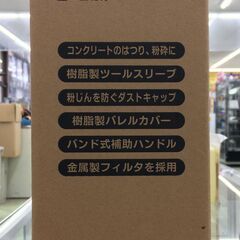 コンクリートのはつり、粉砕に
樹脂製ツールスリーブ
粉じんを防ぐダストキャップ
樹脂製バレルカバー
バンド式補助ハンドル
金属製フィルタを採用